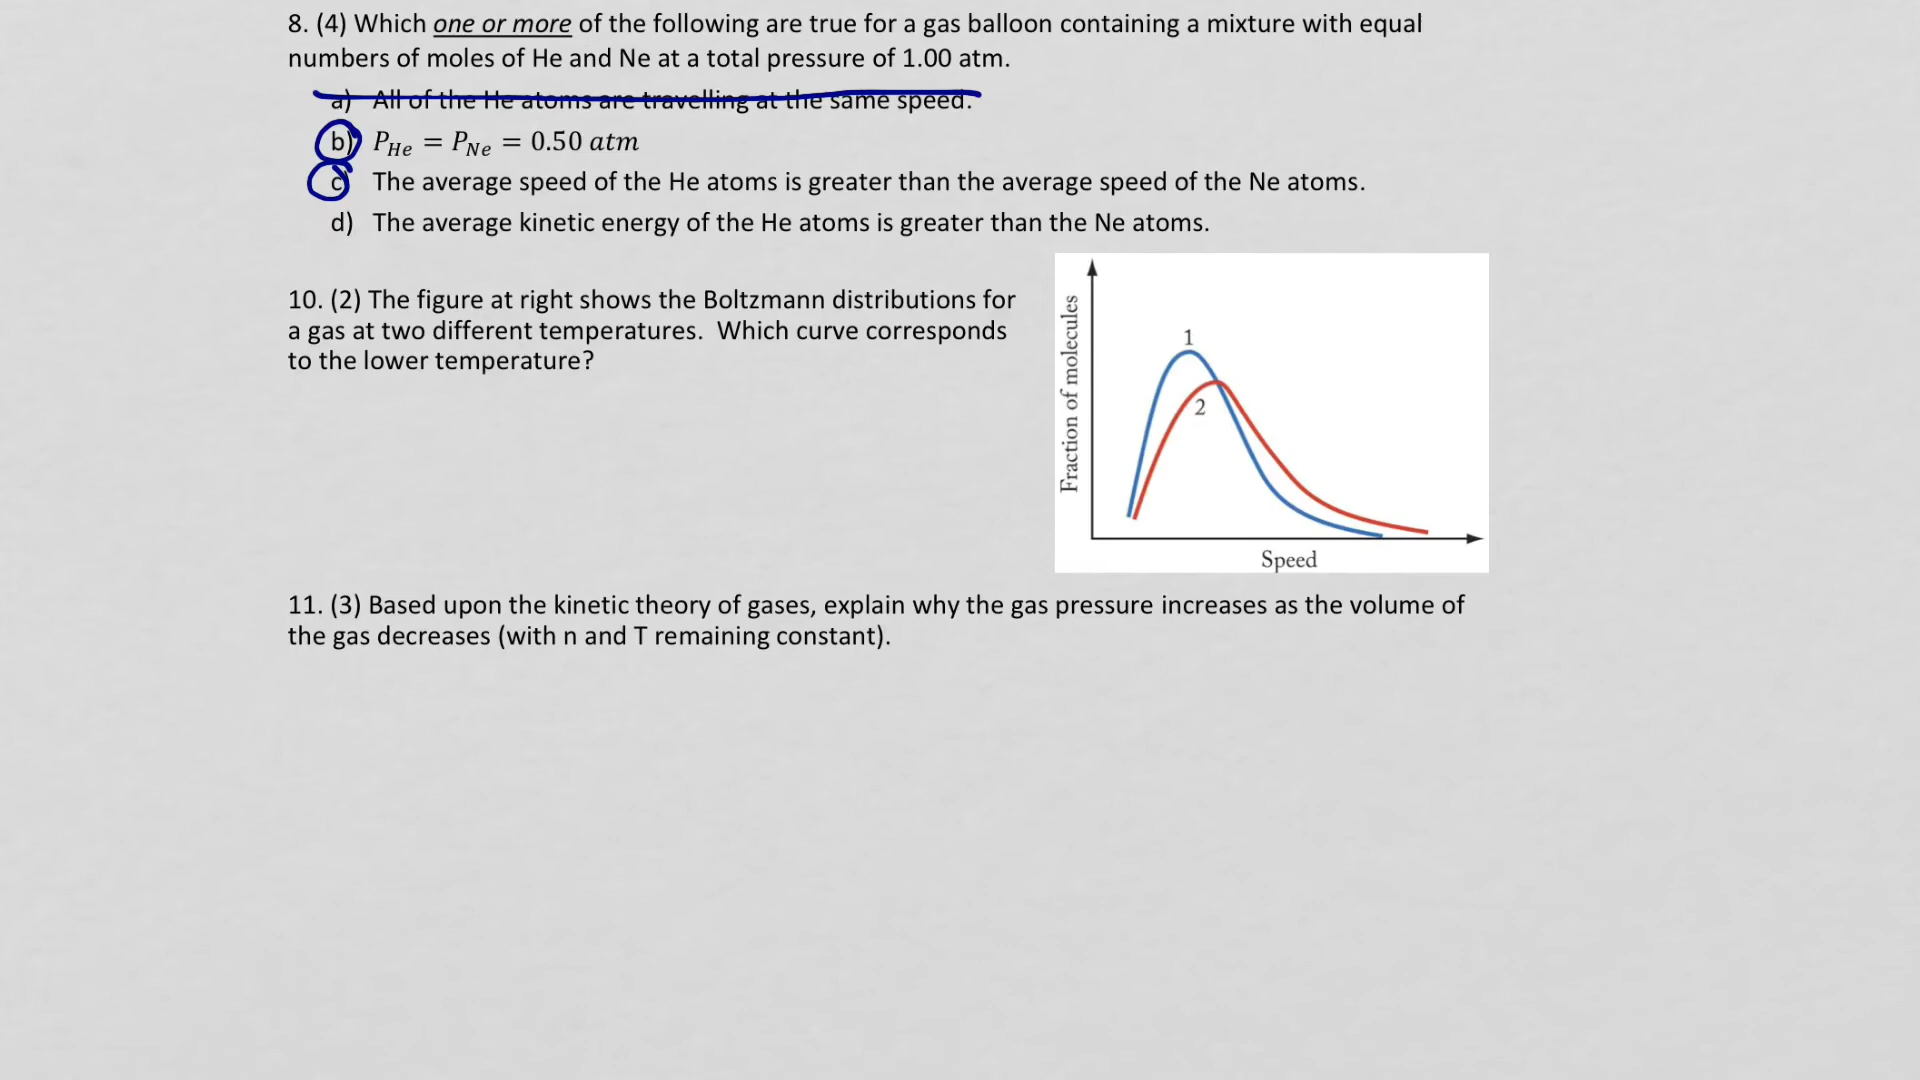 8. (4) Which one or more of the following are true for a gas balloon containing a mixture with equal
numbers of moles of He and Ne at a total pressure of 1.00 atm.
a) All of the He atoms are travelling at the same speed.
b) P_He = P_Ne = 0.50 atm
c) The average speed of the He atoms is greater than the average speed of the Ne atoms.
d) The average kinetic energy of the He atoms is greater than the Ne atoms.
10. (2) The figure at right shows the Boltzmann distributions for
a gas at two different temperatures. Which curve corresponds
to the lower temperature?
Fraction of molecules
1
2
Speed
11. (3) Based upon the kinetic theory of gases, explain why the gas pressure increases as the volume of
the gas decreases (with n and T remaining constant).